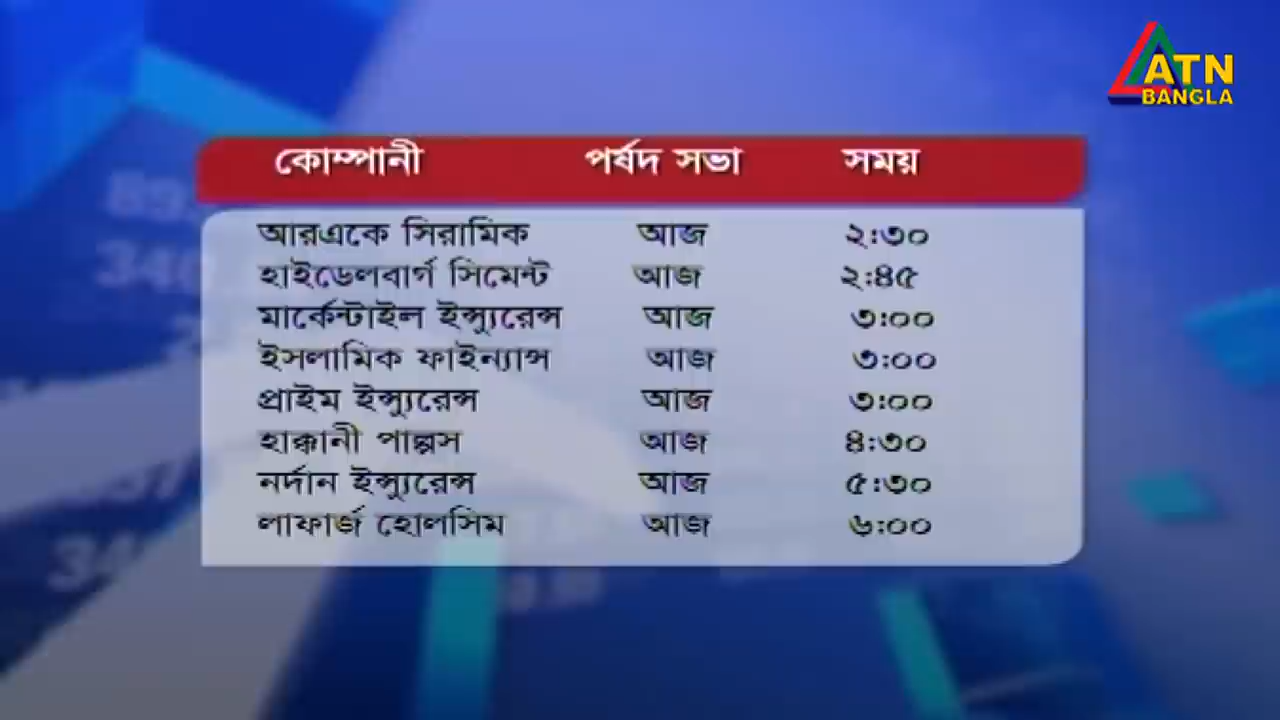 ATN
BANGLA
কোম্পানী পর্ষদ সভা সময়
আরএকে সিরামিক আজ ২:৩০
হাইডেলবার্গ সিমেন্ট আজ ২:৪৫
মার্কেন্টাইল ইন্স্যুরেন্স আজ ৩:০০
ইসলামিক ফাইন্যান্স আজ ৩:০০
প্রাইম ইন্স্যুরেন্স আজ ৩:০০
হাক্কানী পাল্পস আজ ৪:৩০
নর্দান ইন্স্যুরেন্স আজ ৫:৩০
লাফার্জ হোলসিম আজ ৬:০০